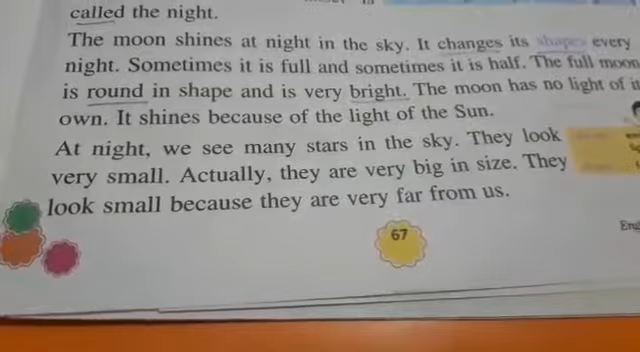 called the night.
The moon shines at night in the sky. It changes its shapes every
night. Sometimes it is full and sometimes it is half. The full moon
is round in shape and is very bright. The moon has no light of it
own. It shines because of the light of the Sun.
At night, we see many stars in the sky. They look
very small. Actually, they are very big in size. They
look small because they are very far from us.
67
Eng